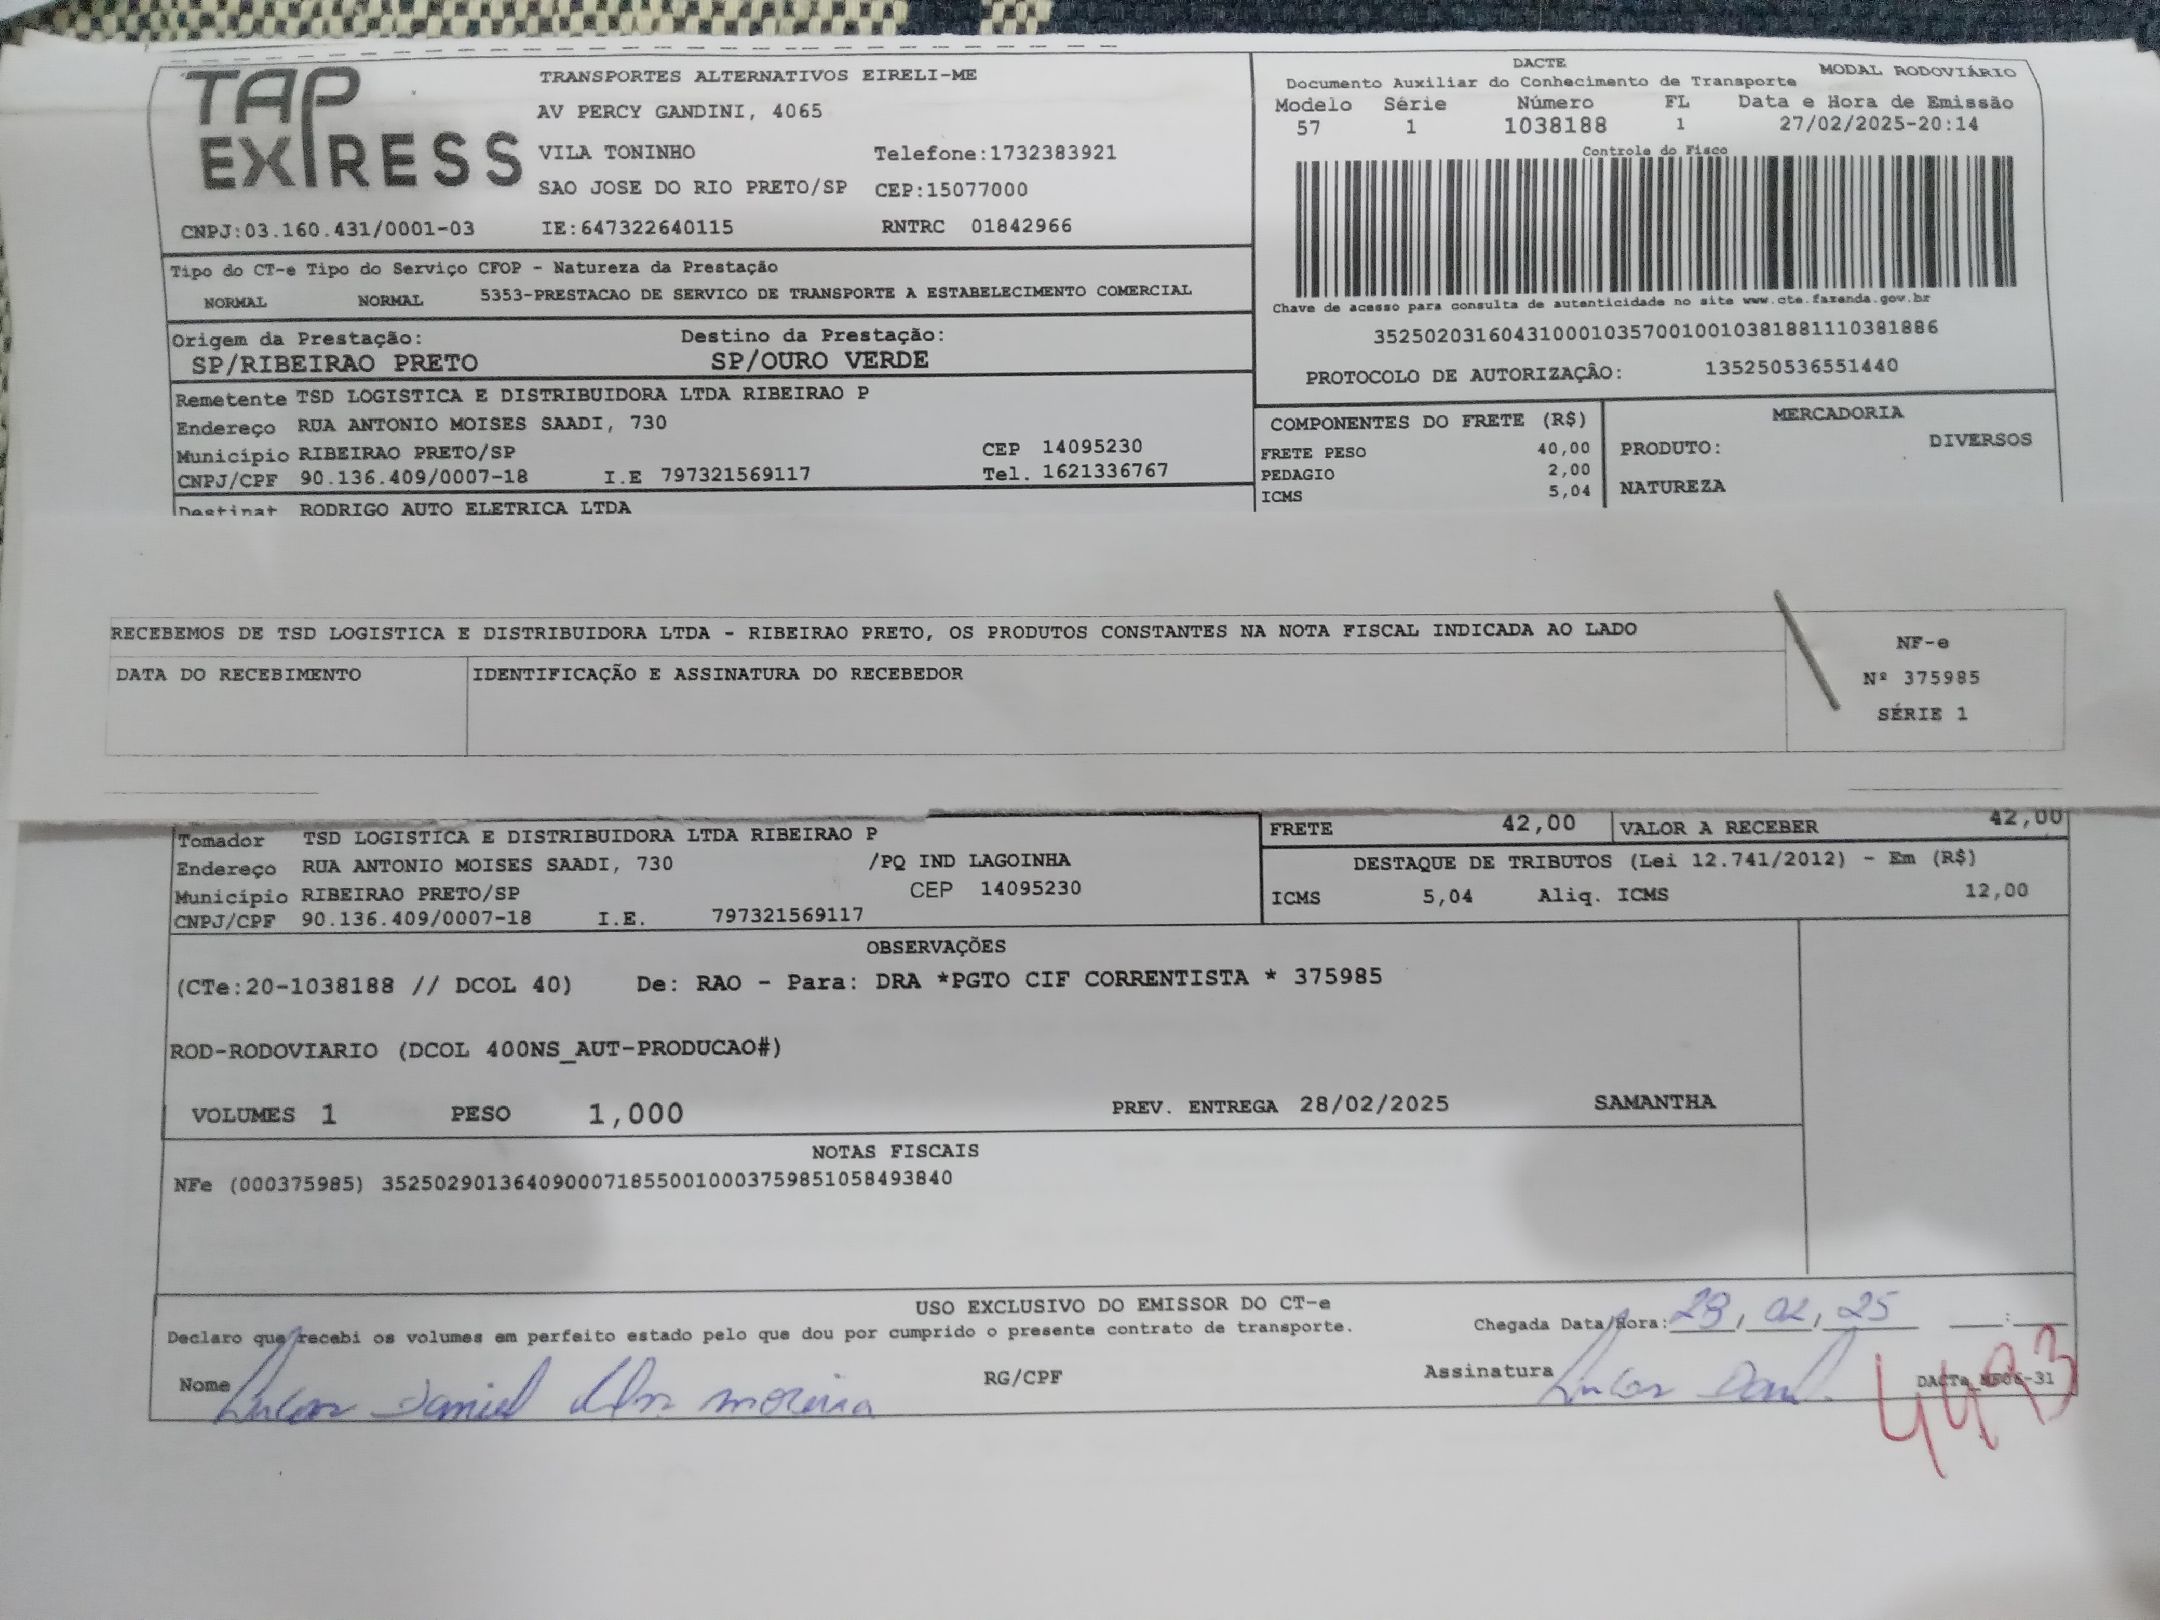 TAP EXPRESS
TRANSPORTES ALTERNATIVOS EIRELI-ME
AV PERCY GANDINI, 4065
VILA TONINHO Telefone:1732383921
SAO JOSE DO RIO PRETO/SP CEP:15077000
CNPJ:03.160.431/0001-03 IE:647322640115 RNTRC 01842966
DACTE
Documento Auxiliar do Conhecimento de Transporte MODAL RODOVIÁRIO
Modelo Série Número FL Data e Hora de Emissão
57 1 1038188 1 27/02/2025-20:14
Controle do Fisco
Chave de acesso para consulta de autenticidade no site www.cte.fazenda.gov.br
35250203160431000103570010010381881110381886
PROTOCOLO DE AUTORIZAÇÃO: 135250536551440
Tipo do CT-e Tipo do Serviço CFOP - Natureza da Prestação
NORMAL NORMAL 5353-PRESTACAO DE SERVICO DE TRANSPORTE A ESTABELECIMENTO COMERCIAL
Origem da Prestação: Destino da Prestação:
SP/RIBEIRAO PRETO SP/OURO VERDE
Remetente TSD LOGISTICA E DISTRIBUIDORA LTDA RIBEIRAO P
Endereço RUA ANTONIO MOISES SAADI, 730
Município RIBEIRAO PRETO/SP CEP 14095230
CNPJ/CPF 90.136.409/0007-18 I.E 797321569117 Tel. 1621336767
Destinat RODRIGO AUTO ELETRICA LTDA
COMPONENTES DO FRETE (R$)
FRETE PESO 40,00
PEDAGIO 2,00
ICMS 5,04
MERCADORIA
PRODUTO: DIVERSOS
NATUREZA
RECEBEMOS DE TSD LOGISTICA E DISTRIBUIDORA LTDA - RIBEIRAO PRETO, OS PRODUTOS CONSTANTES NA NOTA FISCAL INDICADA AO LADO
DATA DO RECEBIMENTO IDENTIFICAÇÃO E ASSINATURA DO RECEBEDOR
NF-e
Nº 375985
SÉRIE 1
Tomador TSD LOGISTICA E DISTRIBUIDORA LTDA RIBEIRAO P
Endereço RUA ANTONIO MOISES SAADI, 730 /PQ IND LAGOINHA
Município RIBEIRAO PRETO/SP CEP 14095230
CNPJ/CPF 90.136.409/0007-18 I.E. 797321569117
FRETE 42,00 VALOR A RECEBER 42,00
DESTAQUE DE TRIBUTOS (Lei 12.741/2012) - Em (R$)
ICMS 5,04 Aliq. ICMS 12,00
OBSERVAÇÕES
(CTe:20-1038188 // DCOL 40) De: RAO - Para: DRA *PGTO CIF CORRENTISTA * 375985
ROD-RODOVIARIO (DCOL 400NS_AUT-PRODUCAO#)
VOLUMES 1 PESO 1,000 PREV. ENTREGA 28/02/2025 SAMANTHA
NOTAS FISCAIS
NFe (000375985) 35250290136409000718550010003759851058493840
USO EXCLUSIVO DO EMISSOR DO CT-e
Declaro que recebi os volumes em perfeito estado pelo que dou por cumprido o presente contrato de transporte. Chegada Data/Hora: 28, 02, 25 __:__
Nome Lucas Daniel moreira RG/CPF Assinatura Lucas
4493